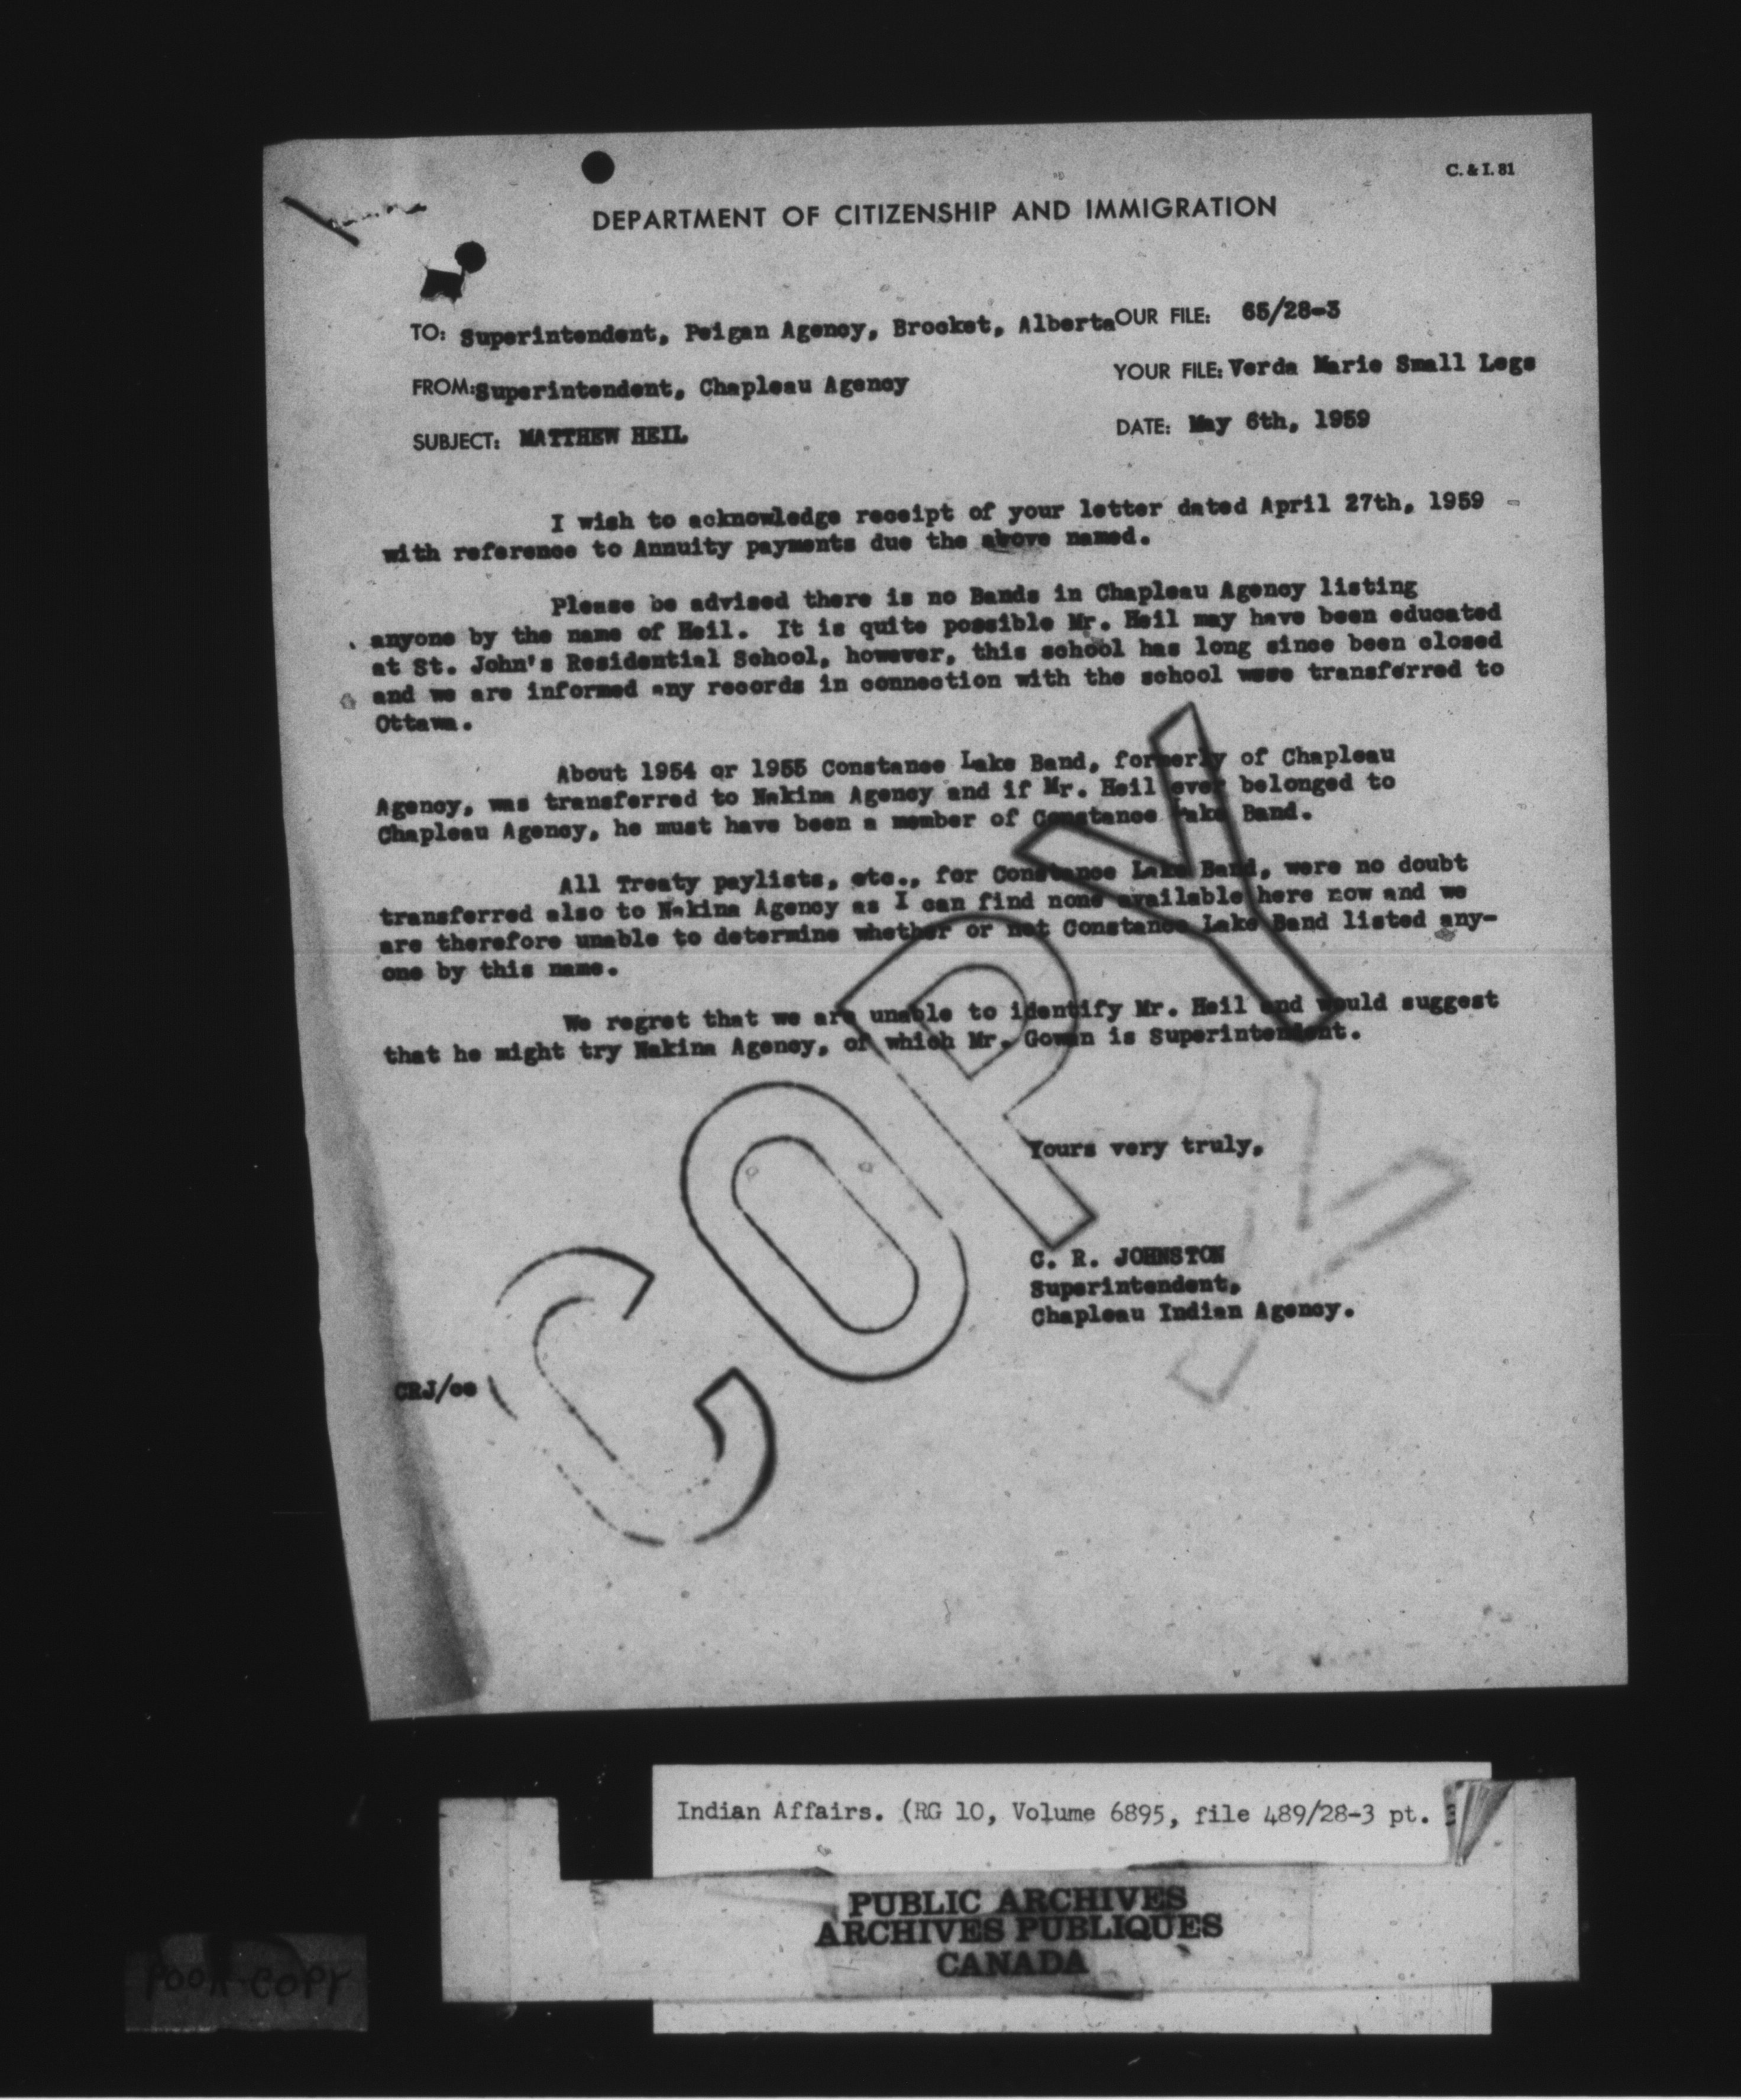 C. & I. 81
DEPARTMENT OF CITIZENSHIP AND IMMIGRATION
TO: Superintendent, Peigan Agency, Brocket, Alberta OUR FILE: 65/28-3
FROM: Superintendent, Chapleau Agency YOUR FILE: Verda Marie Small Legs
SUBJECT: MATTHEW HEIL DATE: May 6th, 1959
I wish to acknowledge receipt of your letter dated April 27th, 1959
with reference to Annuity payments due the above named.
Please be advised there is no Bands in Chapleau Agency listing
anyone by the name of Heil. It is quite possible Mr. Heil may have been educated
at St. John's Residential School, however, this school has long since been closed
and we are informed any records in connection with the school were transferred to
Ottawa.
About 1954 or 1955 Constance Lake Band, formerly of Chapleau
Agency, was transferred to Nakina Agency and if Mr. Heil ever belonged to
Chapleau Agency, he must have been a member of Constance Lake Band.
All Treaty paylists, etc., for Constance Lake Band, were no doubt
transferred also to Nakina Agency as I can find none available here now and we
are therefore unable to determine whether or not Constance Lake Band listed any-
one by this name.
We regret that we are unable to identify Mr. Heil and would suggest
that he might try Nakina Agency, of which Mr. Gowan is Superintendent.
Yours very truly,
C. R. JOHNSTON
Superintendent,
Chapleau Indian Agency.
CRJ/cc
COPY
Indian Affairs. (RG 10, Volume 6895, file 489/28-3 pt.
PUBLIC ARCHIVES
ARCHIVES PUBLIQUES
CANADA
POOR COPY